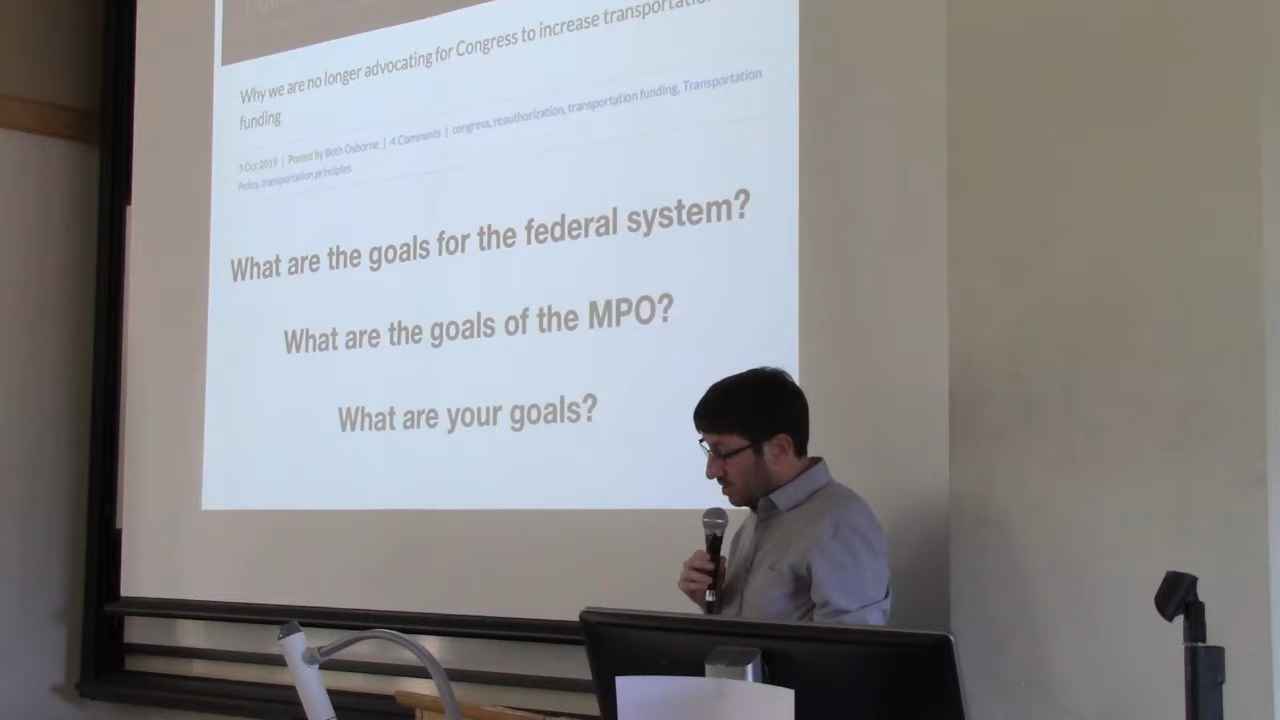 Why we are no longer advocating for Congress to increase transportation
funding
3 Oct 2019 | Posted by Beth Osborne | 4 Comments | congress, reauthorization, transportation funding, Transportation
Policy, transportation principles
What are the goals for the federal system?
What are the goals of the MPO?
What are your goals?